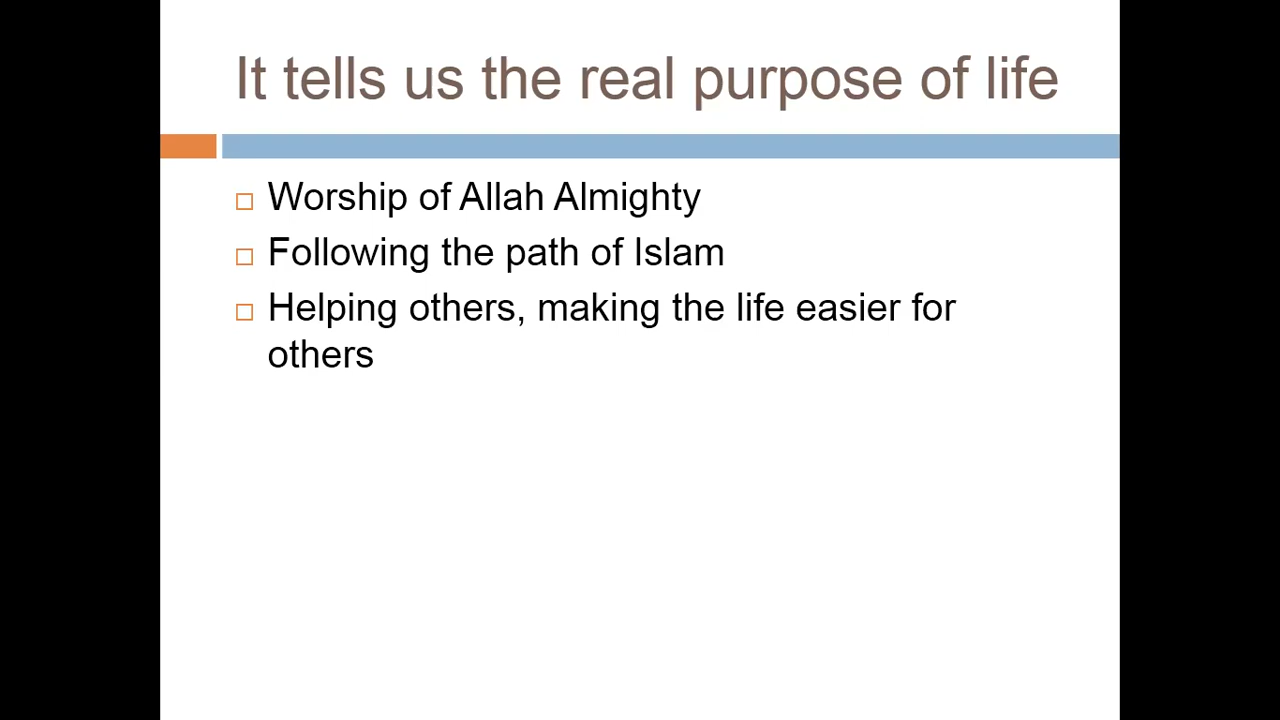 It tells us the real purpose of life
Worship of Allah Almighty
Following the path of Islam
Helping others, making the life easier for
others